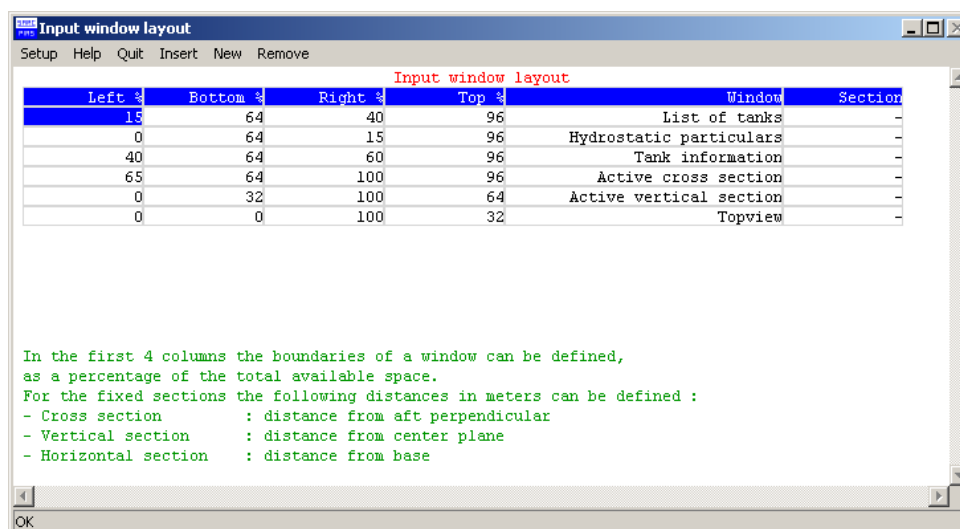 Input window layout
Setup Help Quit Insert New Remove
Input window layout
Left % Bottom % Right % Top % Window Section
15 64 40 96 List of tanks -
0 64 15 96 Hydrostatic particulars -
40 64 60 96 Tank information -
65 64 100 96 Active cross section -
0 32 100 64 Active vertical section -
0 0 100 32 Topview -
In the first 4 columns the boundaries of a window can be defined,
as a percentage of the total available space.
For the fixed sections the following distances in meters can be defined :
- Cross section : distance from aft perpendicular
- Vertical section : distance from center plane
- Horizontal section : distance from base
OK